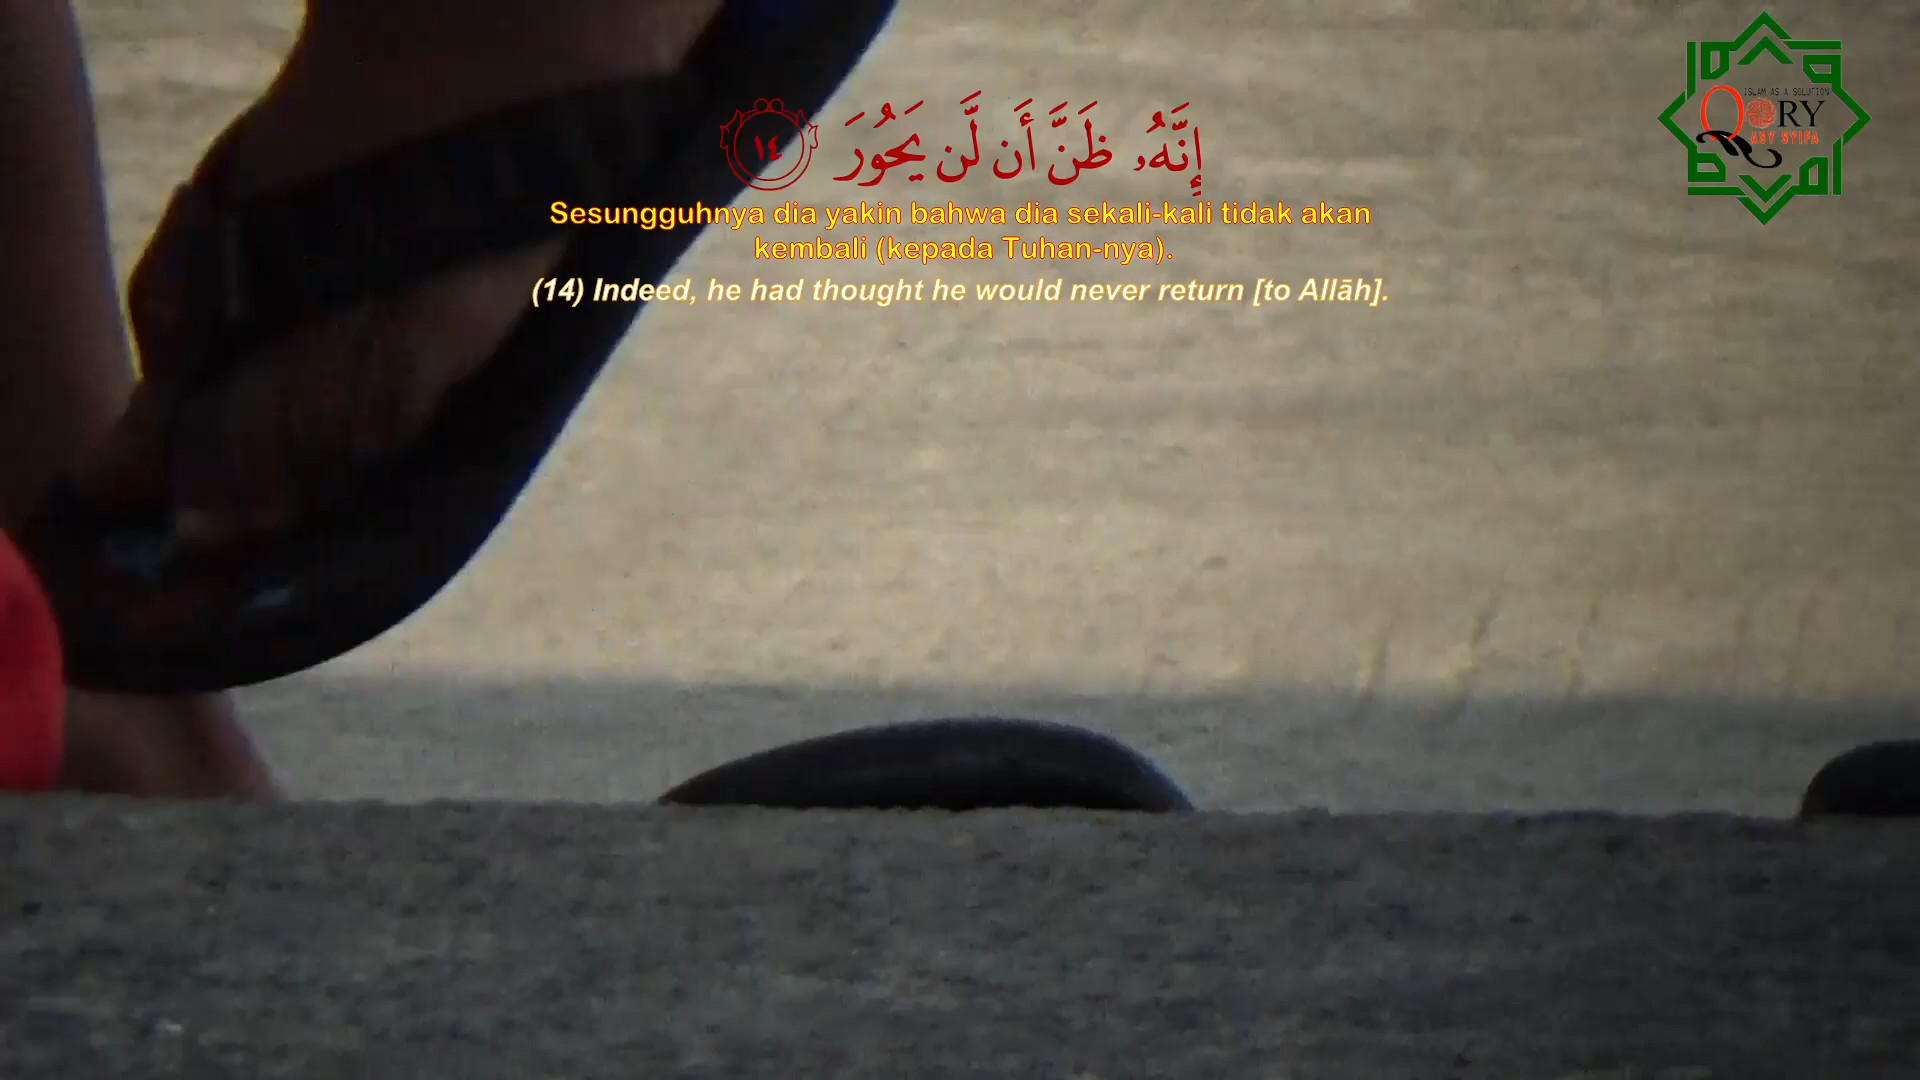 إِنَّهُۥ ظَنَّ أَن لَّن يَحُورَ ١٤
Sesungguhnya dia yakin bahwa dia sekali-kali tidak akan
kembali (kepada Tuhan-nya).
(14) Indeed, he had thought he would never return [to Allāh].
ISLAM AS A SOLUTION
QORY
ASY SYIFA